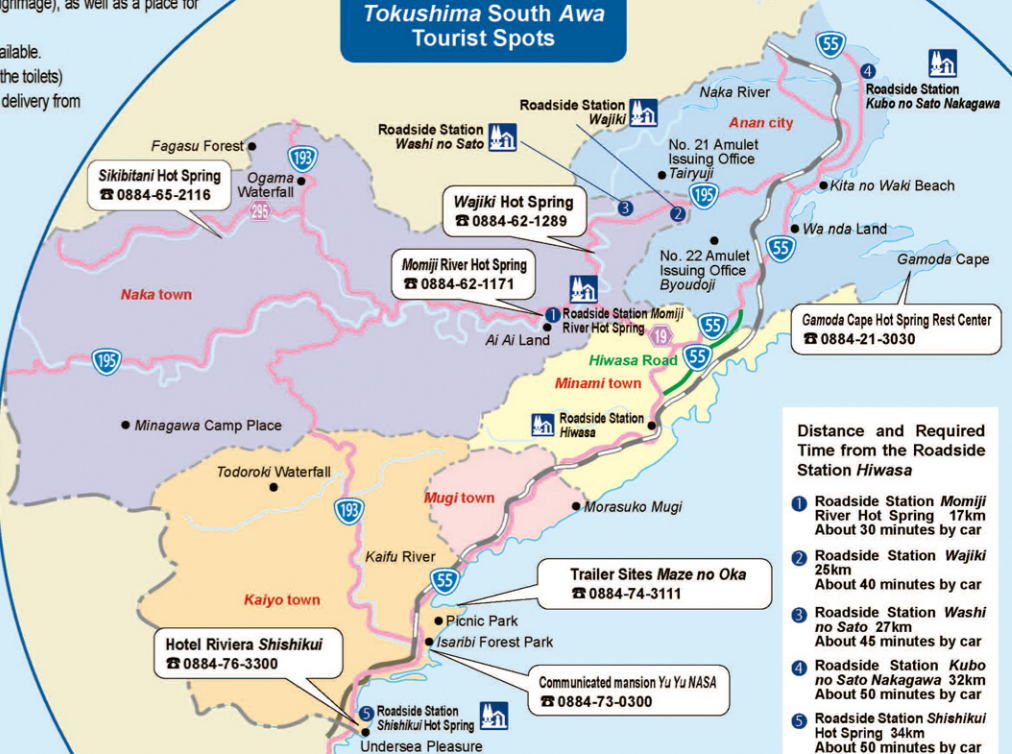 grimage), as well as a place for
ailable.
the toilets)
delivery from
Tokushima South Awa
Tourist Spots
55
4
Roadside Station
Kubo no Sato Nakagawa
Naka River
Anan city
Roadside Station
Wajiki
Roadside Station
Washi no Sato
No. 21 Amulet
Issuing Office
Tairyuji
Fagasu Forest
193
Ogama
Waterfall
Sikibitani Hot Spring
☎ 0884-65-2116
295
Wajiki Hot Spring
☎ 0884-62-1289
3
2
195
Kita no Waki Beach
Wa nda Land
55
No. 22 Amulet
Issuing Office
Byoudoji
Gamoda Cape
Momiji River Hot Spring
☎ 0884-62-1171
Naka town
1
Roadside Station Momiji
River Hot Spring
Ai Ai Land
19
55
Gamoda Cape Hot Spring Rest Center
☎ 0884-21-3030
195
Hiwasa Road
55
Minami town
Minagawa Camp Place
Roadside Station
Hiwasa
Todoroki Waterfall
Mugi town
Morasuko Mugi
193
Kaifu River
55
Kaiyo town
Trailer Sites Maze no Oka
☎ 0884-74-3111
Picnic Park
Isaribi Forest Park
Hotel Riviera Shishikui
☎ 0884-76-3300
Communicated mansion Yu Yu NASA
☎ 0884-73-0300
5
Roadside Station
Shishikui Hot Spring
Undersea Pleasure
Distance and Required
Time from the Roadside
Station Hiwasa
1 Roadside Station Momiji
River Hot Spring 17km
About 30 minutes by car
2 Roadside Station Wajiki
25km
About 40 minutes by car
3 Roadside Station Washi
no Sato 27km
About 45 minutes by car
4 Roadside Station Kubo
no Sato Nakagawa 32km
About 50 minutes by car
5 Roadside Station Shishikui
Hot Spring 34km
About 50 minutes by car